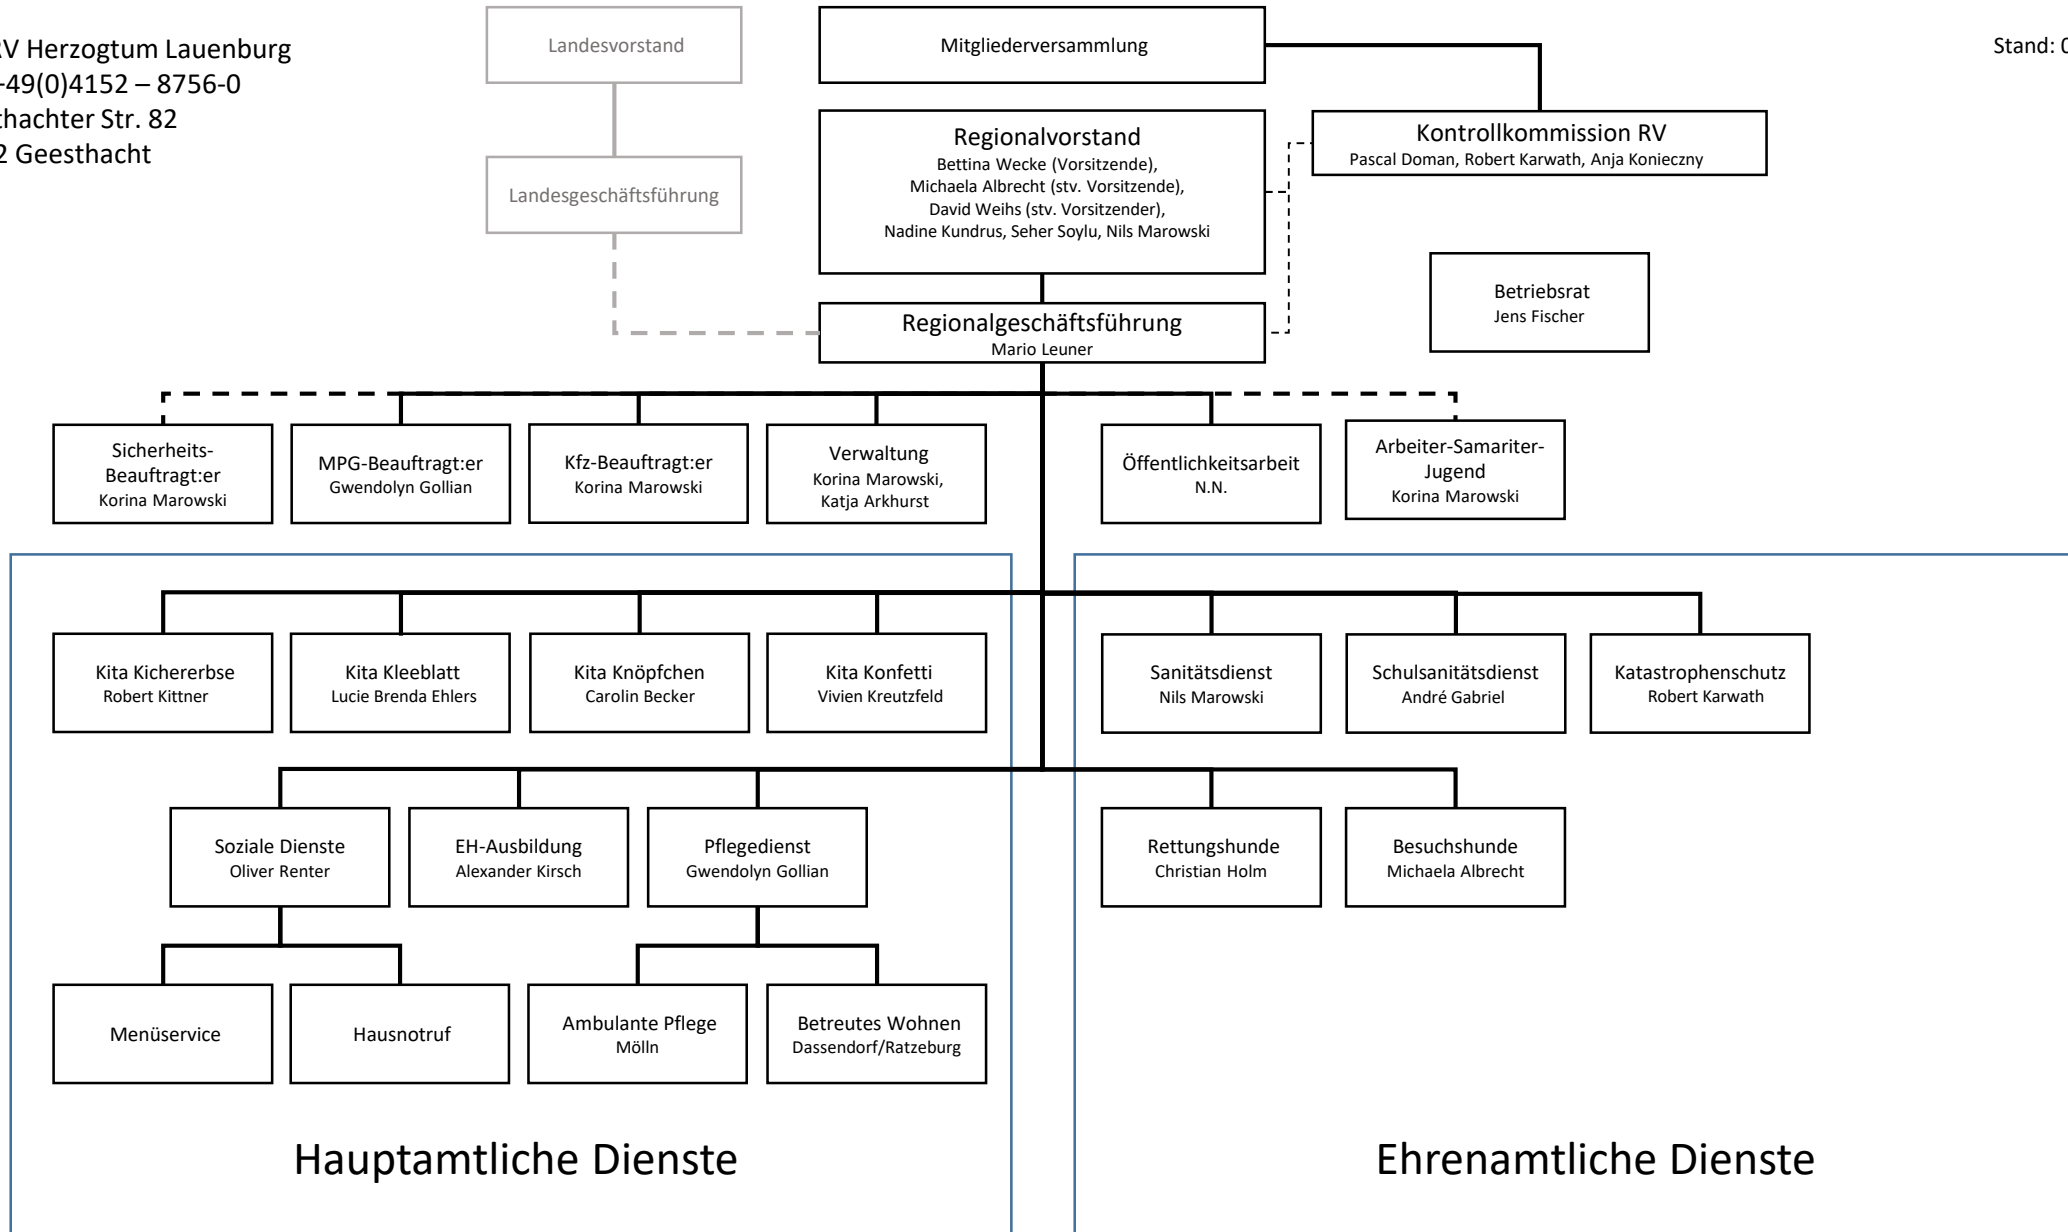 RV Herzogtum Lauenburg
49(0)4152 – 8756-0
Str. 82
Geesthacht
Landesvorstand
Mitgliederversammlung
Stand:
Landesgeschäftsführung
Regionalvorstand
Bettina Wecke (Vorsitzende),
Michaela Albrecht (stv. Vorsitzende),
David Weihs (stv. Vorsitzender),
Nadine Kundrus, Seher Soylu, Nils Marowski
Kontrollkommission RV
Pascal Doman, Robert Karwath, Anja Konieczny
Betriebsrat
Jens Fischer
Regionalgeschäftsführung
Mario Leuner
Sicherheits-
Beauftragt:er
Korina Marowski
MPG-Beauftragt:er
Gwendolyn Gollian
Kfz-Beauftragt:er
Korina Marowski
Verwaltung
Korina Marowski,
Katja Arkhurst
Öffentlichkeitsarbeit
N.N.
Arbeiter-Samariter-
Jugend
Korina Marowski
Kita Kichererbse
Robert Kittner
Kita Kleeblatt
Lucie Brenda Ehlers
Kita Knöpfchen
Carolin Becker
Kita Konfetti
Vivien Kreutzfeld
Sanitätsdienst
Nils Marowski
Schulsanitätsdienst
André Gabriel
Katastrophenschutz
Robert Karwath
Soziale Dienste
Oliver Renter
EH-Ausbildung
Alexander Kirsch
Pflegedienst
Gwendolyn Gollian
Rettungshunde
Christian Holm
Besuchshunde
Michaela Albrecht
Menüservice
Hausnotruf
Ambulante Pflege
Mölln
Betreutes Wohnen
Dassendorf/Ratzeburg
Hauptamtliche Dienste
Ehrenamtliche Dienste